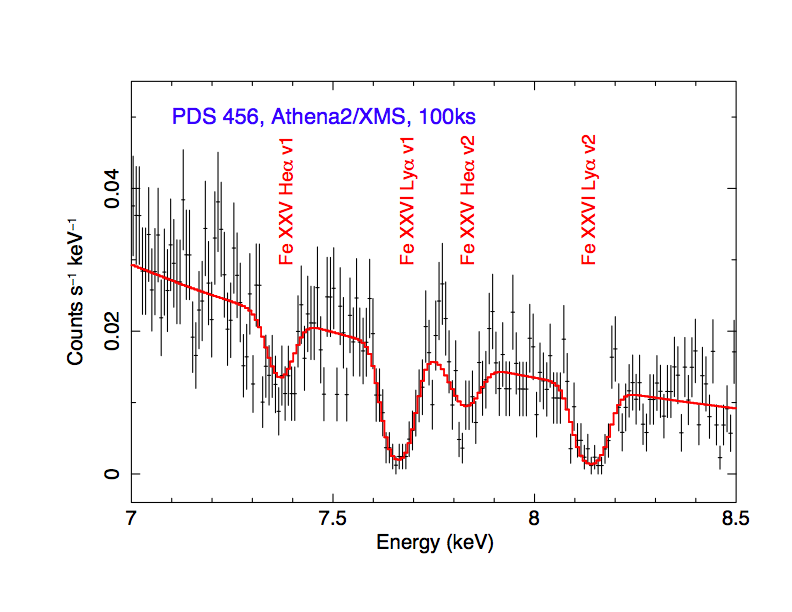 PDS 456, Athena2/XMS, 100ks
Fe XXV Heα v1
Fe XXVI Lyα v1
Fe XXV Heα v2
Fe XXVI Lyα v2
Counts s⁻¹ keV⁻¹
0.04
0.02
0
7
7.5
8
8.5
Energy (keV)